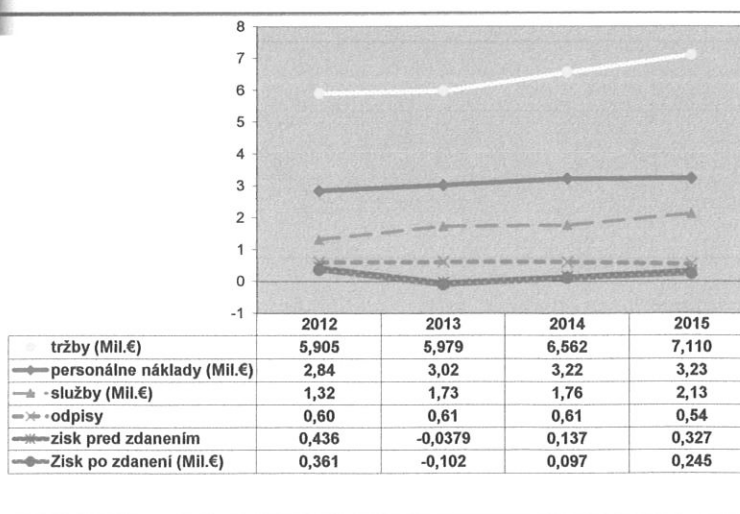 8
7
6
5
4
3
2
1
0
-1
2012 2013 2014 2015
tržby (Mil.€) 5,905 5,979 6,562 7,110
personálne náklady (Mil.€) 2,84 3,02 3,22 3,23
služby (Mil.€) 1,32 1,73 1,76 2,13
odpisy 0,60 0,61 0,61 0,54
zisk pred zdanením 0,436 -0,0379 0,137 0,327
Zisk po zdanení (Mil.€) 0,361 -0,102 0,097 0,245